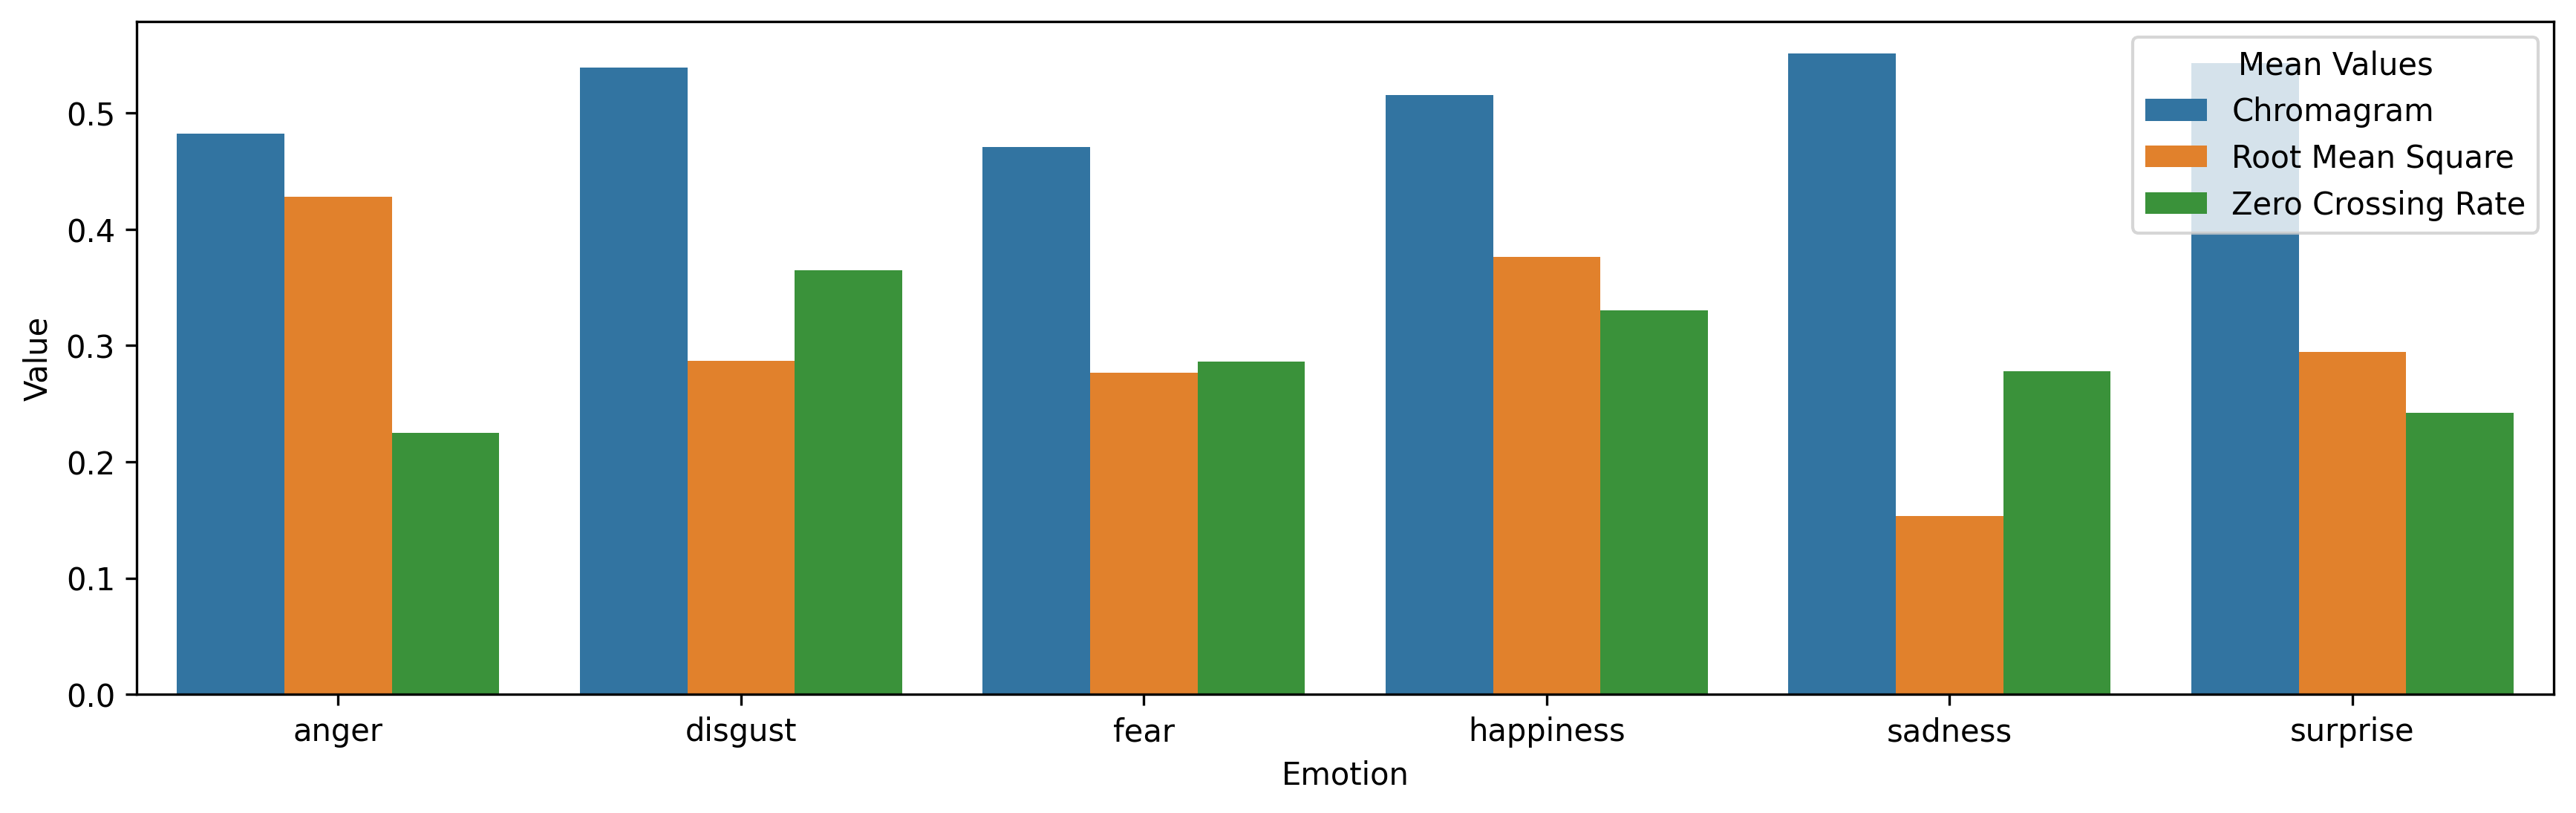 Mean Values
Chromagram
Root Mean Square
Zero Crossing Rate
Value
0.5
0.4
0.3
0.2
0.1
0.0
anger disgust fear happiness sadness surprise
Emotion